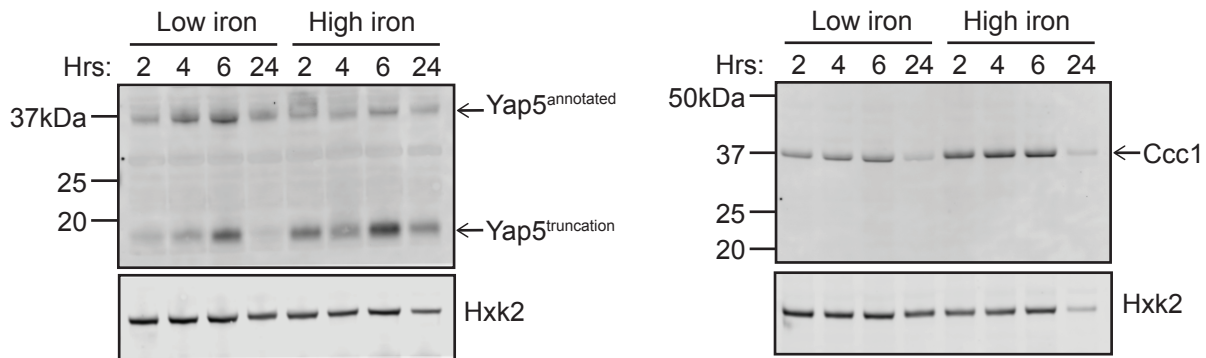 Low iron High iron
Hrs: 2 4 6 24 2 4 6 24
37kDa
25
20
Yap5annotated
Yap5truncation
Hxk2
Low iron High iron
Hrs: 2 4 6 24 2 4 6 24
50kDa
37
25
20
Ccc1
Hxk2